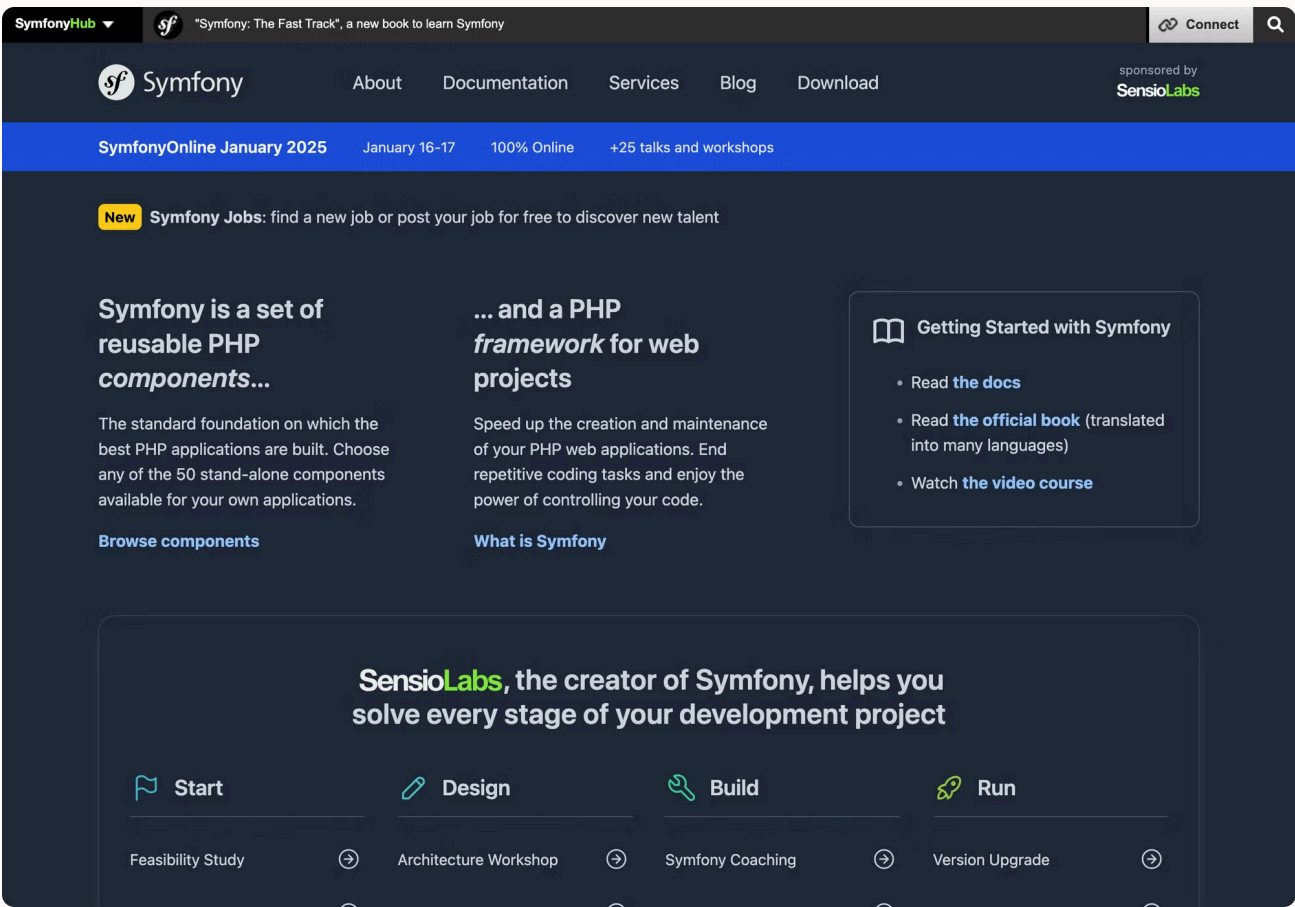 SymfonyHub
sf "Symfony: The Fast Track", a new book to learn Symfony
Connect
sf Symfony
About
Documentation
Services
Blog
Download
sponsored by
SensioLabs
SymfonyOnline January 2025
January 16-17
100% Online
+25 talks and workshops
New Symfony Jobs: find a new job or post your job for free to discover new talent
Symfony is a set of
reusable PHP
components...
The standard foundation on which the
best PHP applications are built. Choose
any of the 50 stand-alone components
available for your own applications.
Browse components
... and a PHP
framework for web
projects
Speed up the creation and maintenance
of your PHP web applications. End
repetitive coding tasks and enjoy the
power of controlling your code.
What is Symfony
Getting Started with Symfony
• Read the docs
• Read the official book (translated
into many languages)
• Watch the video course
SensioLabs, the creator of Symfony, helps you
solve every stage of your development project
Start
Feasibility Study
Design
Architecture Workshop
Build
Symfony Coaching
Run
Version Upgrade